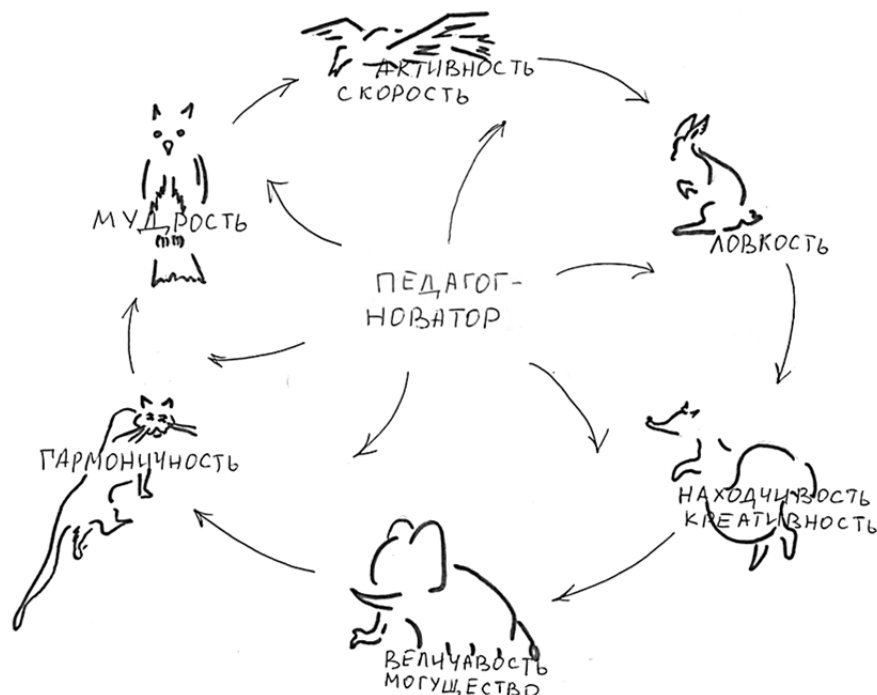 АКТИВНОСТЬ
СКОРОСТЬ
ЛОВКОСТЬ
НАХОДЧИВОСТЬ
КРЕАТИВНОСТЬ
ВЕЛИЧАВОСТЬ
МОГУЩЕСТВО
ГАРМОНИЧНОСТЬ
МУДРОСТЬ
ПЕДАГОГ-
НОВАТОР